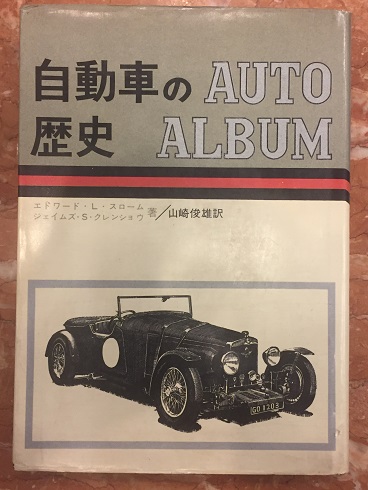 自動車の AUTO
歴史 ALBUM
エドワード・L・スローム
ジェイムズ・S・クレンショウ 著/山崎俊雄訳
GO 1203